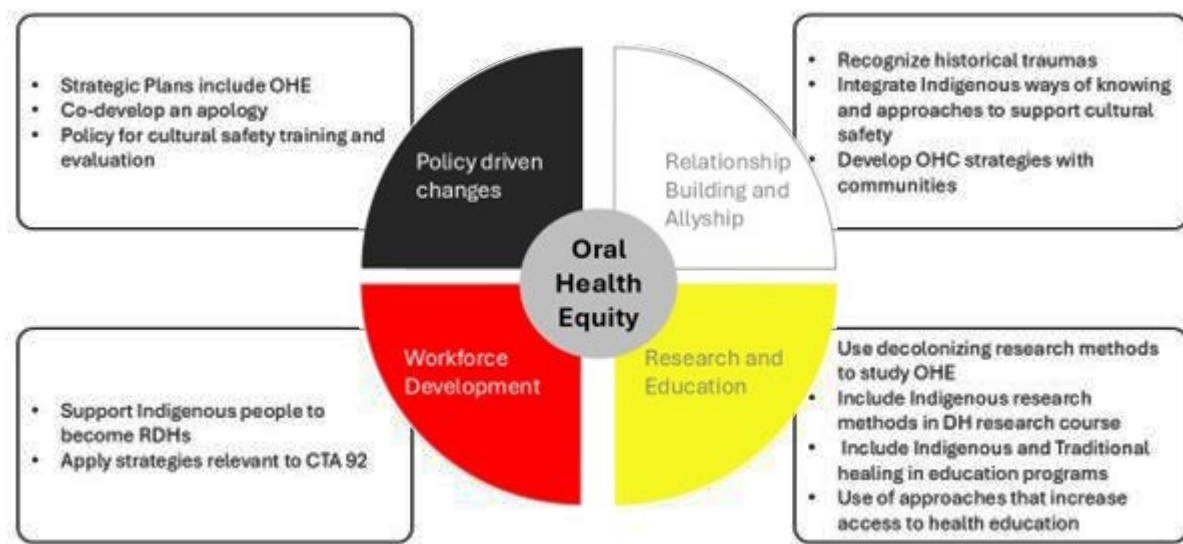 • Strategic Plans include OHE
• Co-develop an apology
• Policy for cultural safety training and
evaluation
Policy driven
changes
Relationship
Building and
Allyship
• Recognize historical traumas
• Integrate Indigenous ways of knowing
and approaches to support cultural
safety
• Develop OHC strategies with
communities
Oral
Health
Equity
• Support Indigenous people to
become RDHs
• Apply strategies relevant to CTA 92
Workforce
Development
Research and
Education
Use decolonizing research methods
to study OHE
• Include Indigenous research
methods in DH research course
• Include Indigenous and Traditional
healing in education programs
• Use of approaches that increase
access to health education